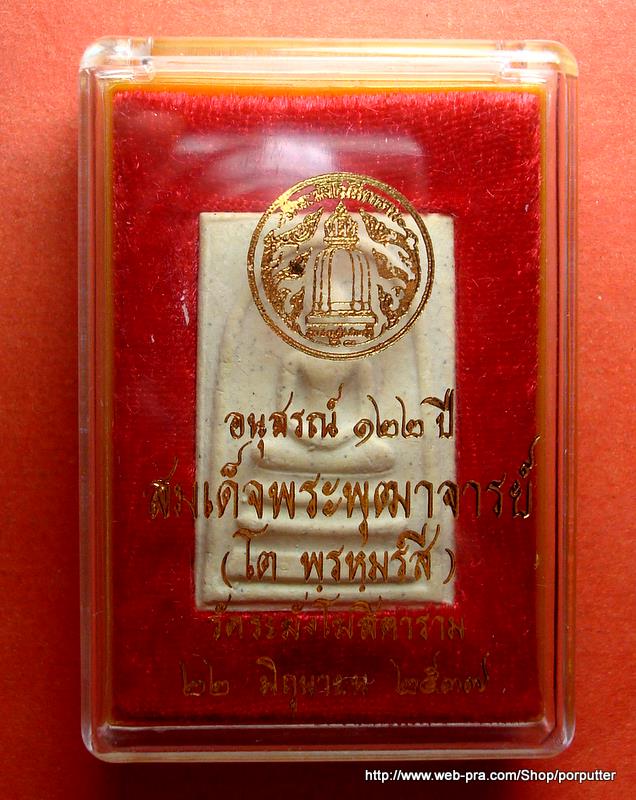 อนุสรณ์ ๑๒๒ ปี
สมเด็จพระพุฒาจารย์
(โต พฺรหฺมรํสี)
วัดระฆังโฆสิตาราม
๒๒ มิถุนายน ๒๕๓๗
http://www.web-pra.com/Shop/porputter